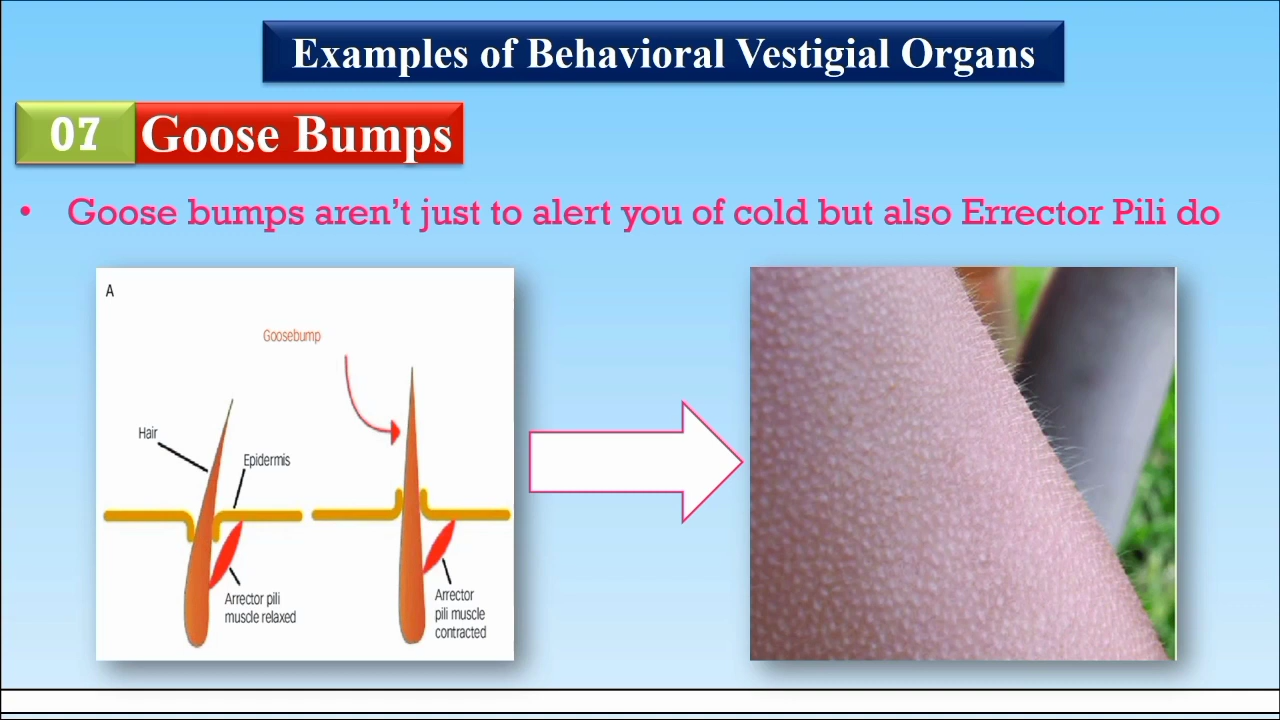 Examples of Behavioral Vestigial Organs
07 Goose Bumps
• Goose bumps aren't just to alert you of cold but also Errector Pili do
A
Goosebump
Hair
Epidermis
Arrector pili
muscle relaxed
Arrector
pili muscle
contracted